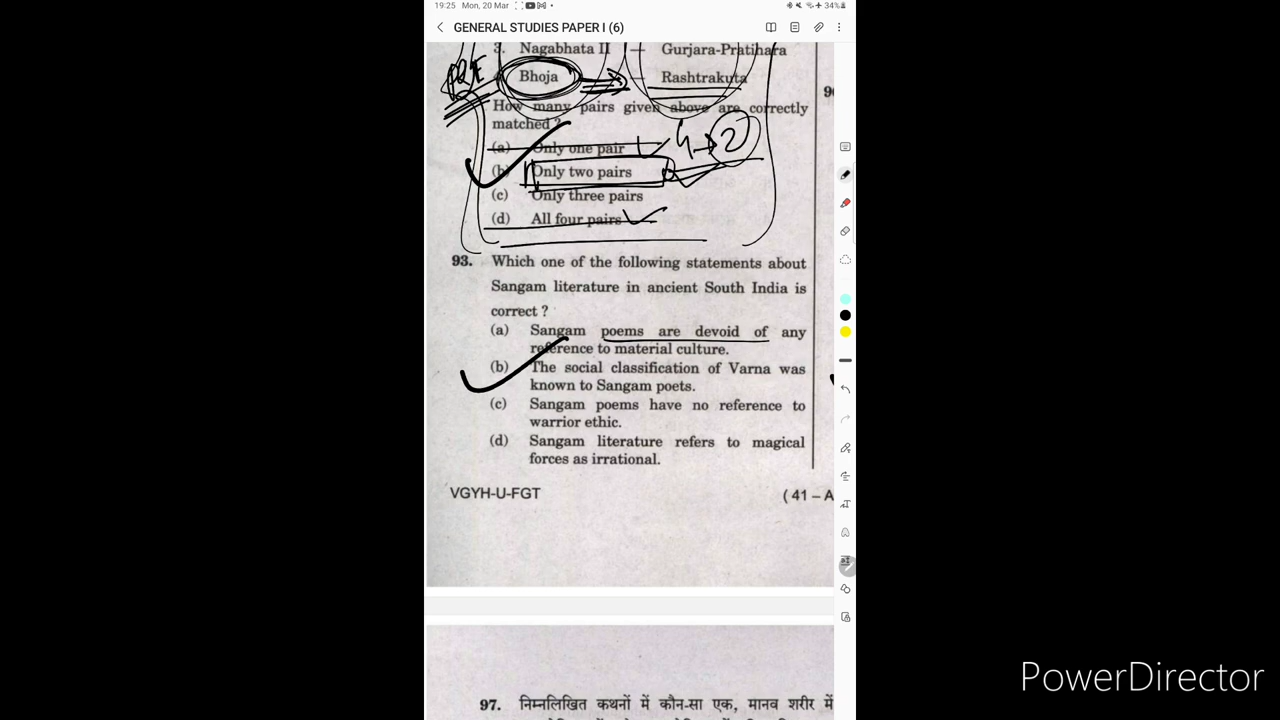 19:25 Mon, 20 Mar
34%
GENERAL STUDIES PAPER I (6)
3. Nagabhata II — Gurjara-Pratihara
Bhoja — Rashtrakuta
How many pairs given above are correctly
matched ?
(a) Only one pair
4 → 2
(b) Only two pairs
(c) Only three pairs
(d) All four pairs
93. Which one of the following statements about
Sangam literature in ancient South India is
correct ?
(a) Sangam poems are devoid of any
reference to material culture.
(b) The social classification of Varna was
known to Sangam poets.
(c) Sangam poems have no reference to
warrior ethic.
(d) Sangam literature refers to magical
forces as irrational.
VGYH-U-FGT
( 41 – A
97. निम्नलिखित कथनों में कौन-सा एक, मानव शरीर में
PowerDirector